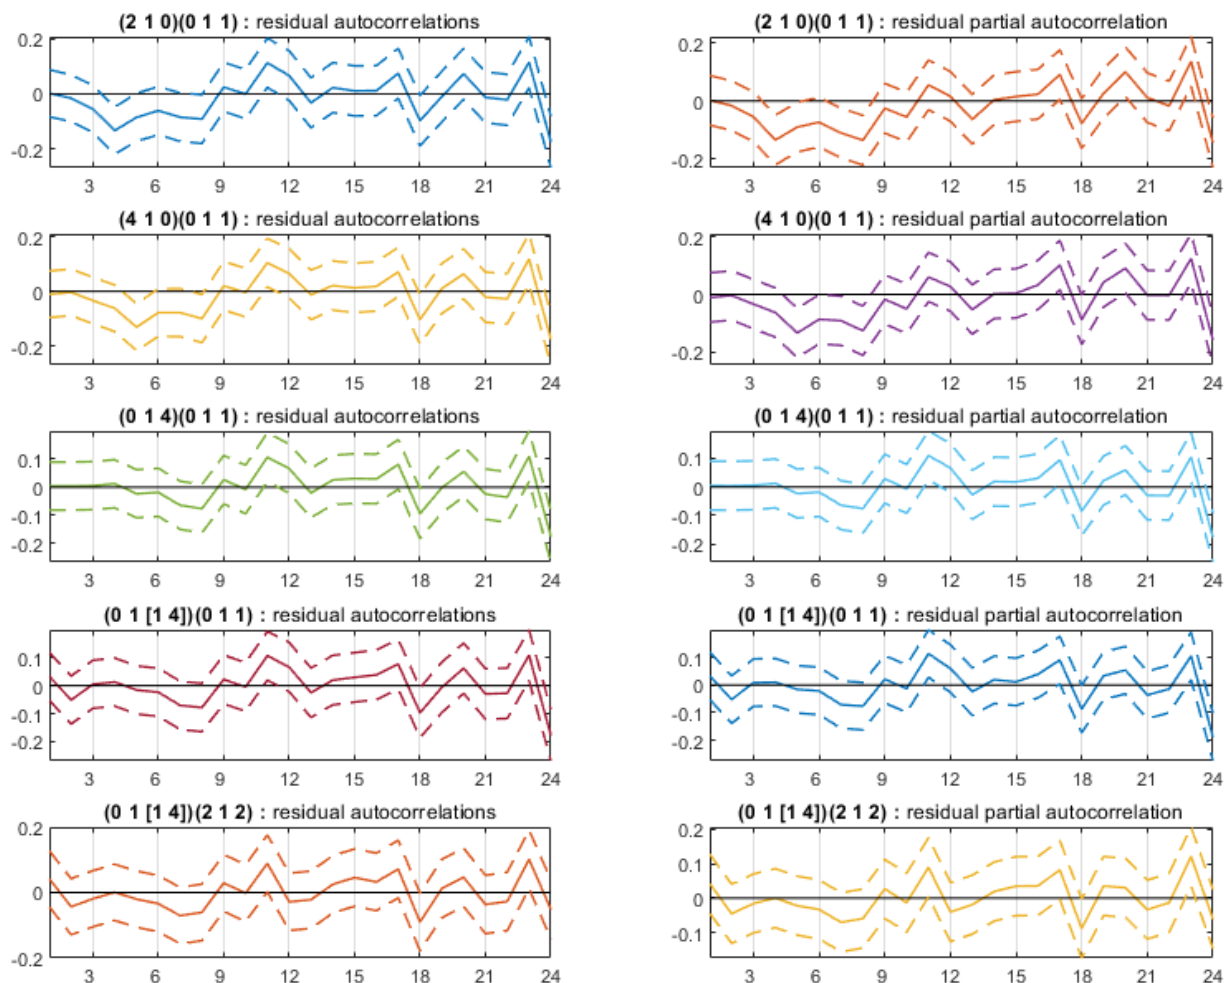 (2 1 0)(0 1 1) : residual autocorrelations
0.2
0
-0.2
3 6 9 12 15 18 21 24
(2 1 0)(0 1 1) : residual partial autocorrelation
0.2
0
-0.2
3 6 9 12 15 18 21 24
(4 1 0)(0 1 1) : residual autocorrelations
0.2
0
-0.2
3 6 9 12 15 18 21 24
(4 1 0)(0 1 1) : residual partial autocorrelation
0.2
0
-0.2
3 6 9 12 15 18 21 24
(0 1 4)(0 1 1) : residual autocorrelations
0.1
0
-0.1
-0.2
3 6 9 12 15 18 21 24
(0 1 4)(0 1 1) : residual partial autocorrelation
0.1
0
-0.1
-0.2
3 6 9 12 15 18 21 24
(0 1 [1 4])(0 1 1) : residual autocorrelations
0.1
0
-0.1
-0.2
3 6 9 12 15 18 21 24
(0 1 [1 4])(0 1 1) : residual partial autocorrelation
0.1
0
-0.1
-0.2
3 6 9 12 15 18 21 24
(0 1 [1 4])(2 1 2) : residual autocorrelations
0.2
0
-0.2
3 6 9 12 15 18 21 24
(0 1 [1 4])(2 1 2) : residual partial autocorrelation
0.2
0.1
0
-0.1
3 6 9 12 15 18 21 24